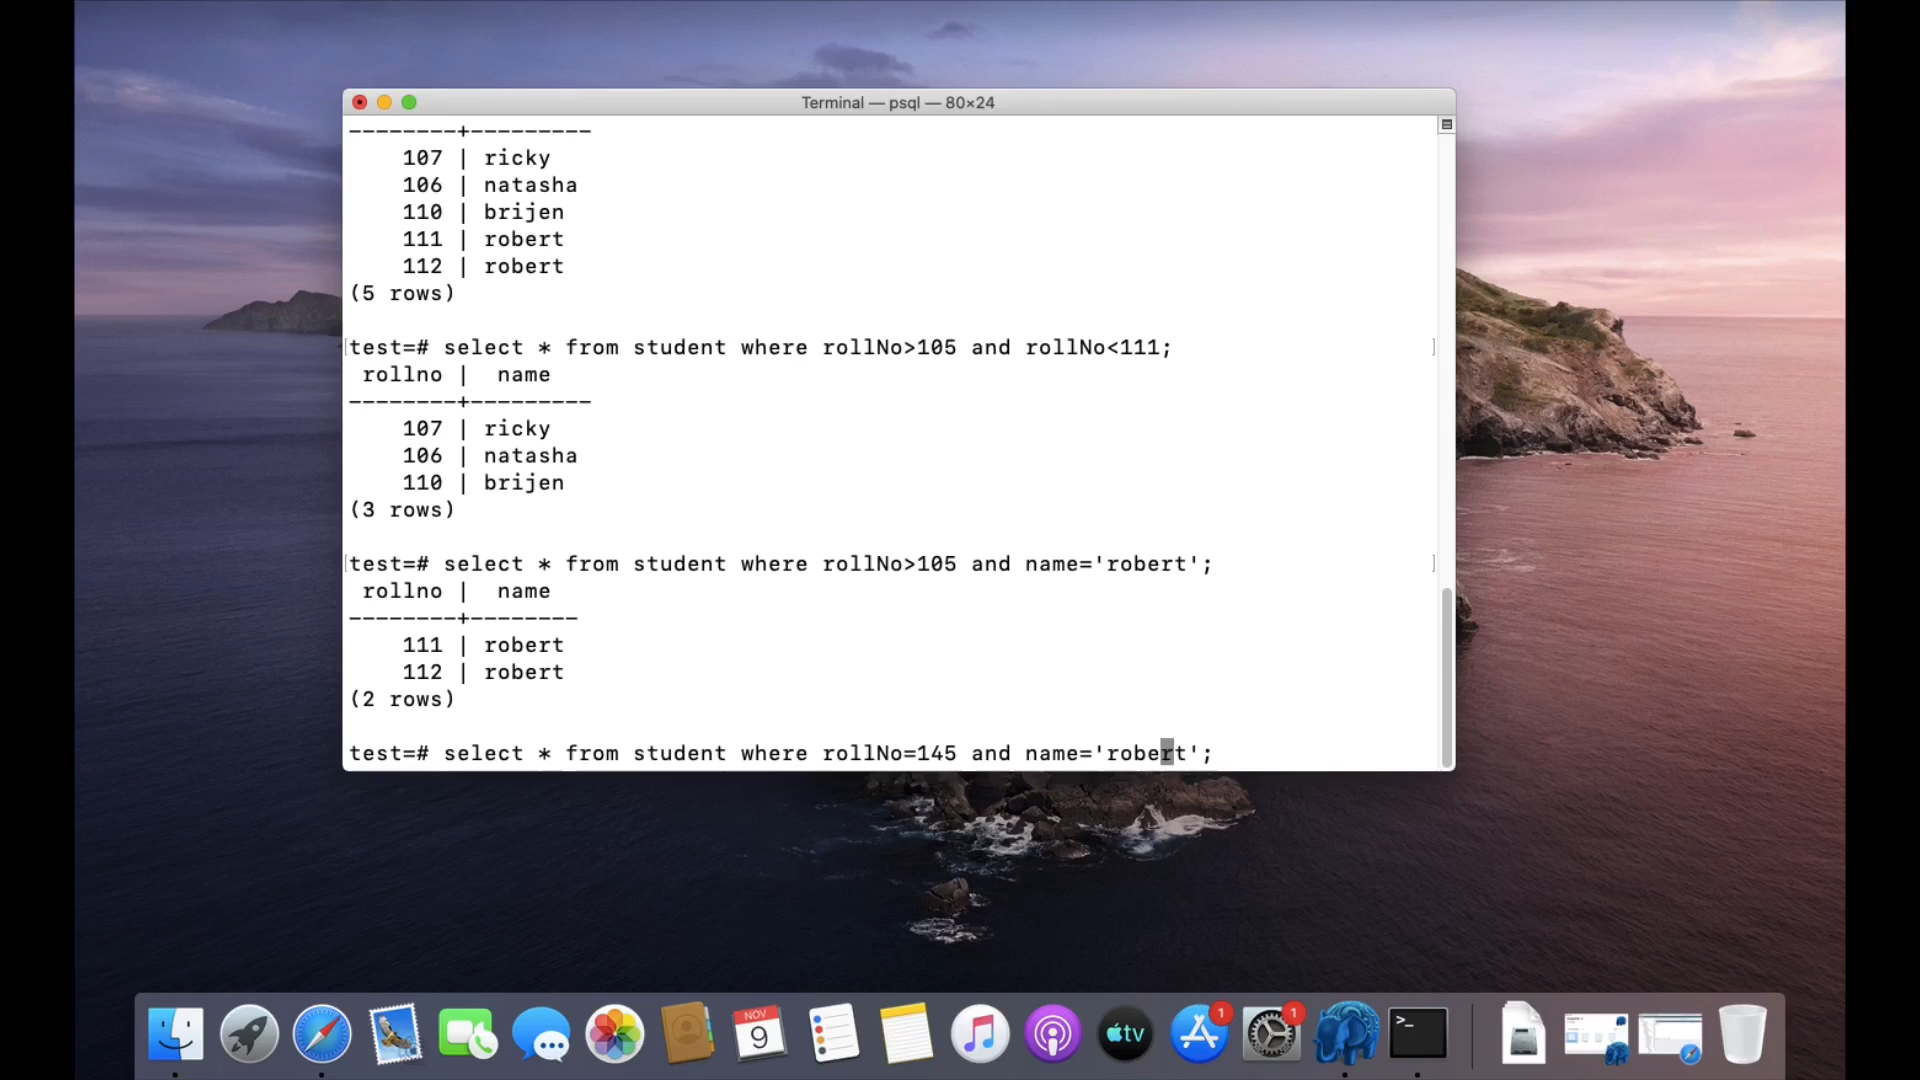 Terminal — psql — 80×24
--------+---------
107 | ricky
106 | natasha
110 | brijen
111 | robert
112 | robert
(5 rows)
test=# select * from student where rollNo>105 and rollNo<111;
rollno | name
--------+---------
107 | ricky
106 | natasha
110 | brijen
(3 rows)
test=# select * from student where rollNo>105 and name='robert';
rollno | name
--------+--------
111 | robert
112 | robert
(2 rows)
test=# select * from student where rollNo=145 and name='robert';
NOV
9
tv
1
1
>_